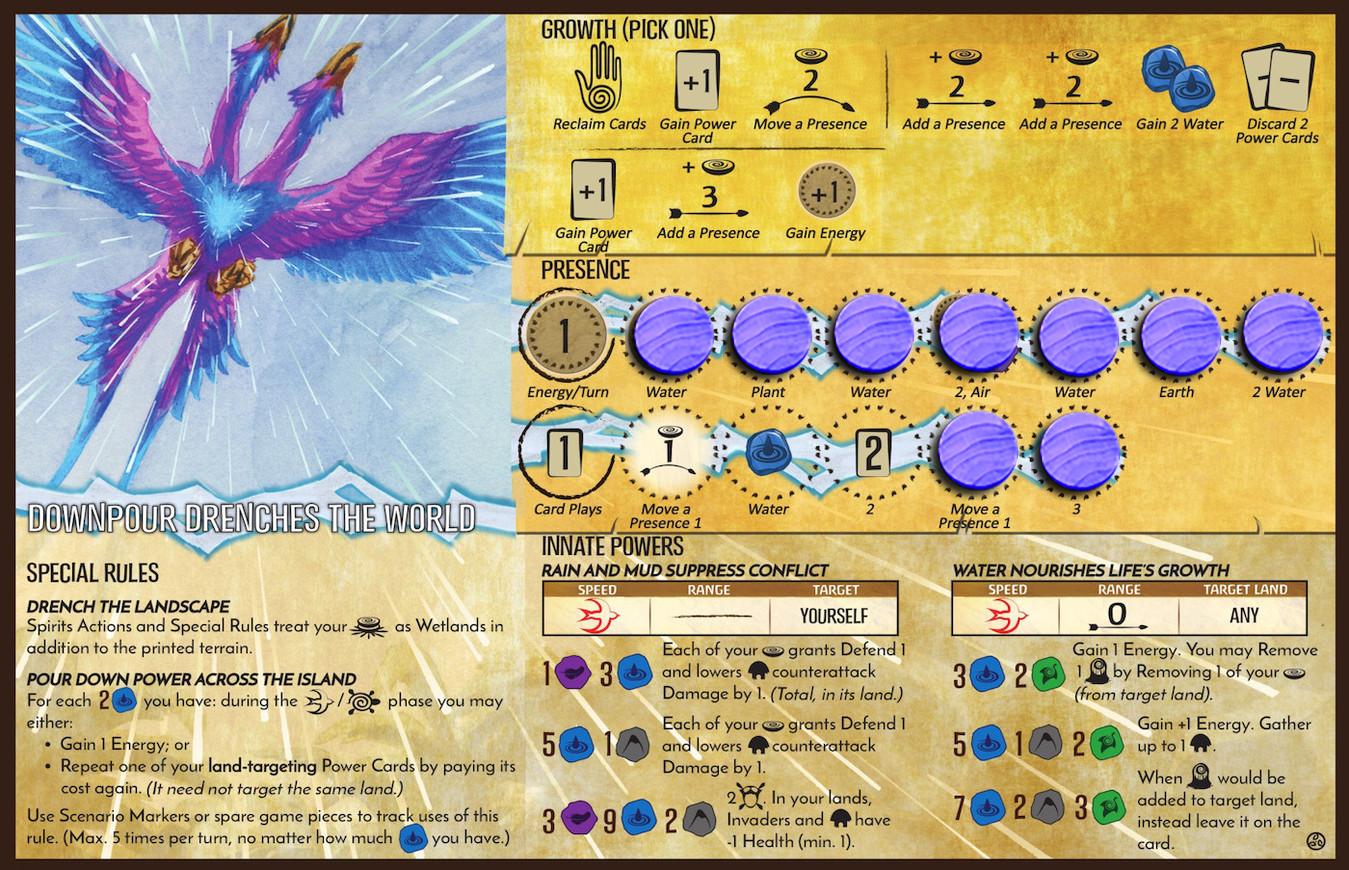 GROWTH (PICK ONE)
+1
2
+ 2
+ 2
Reclaim Cards
Gain Power
Card
Move a Presence
Add a Presence
Add a Presence
Gain 2 Water
Discard 2
Power Cards
+1
+ 3
+1
Gain Power
Card
Add a Presence
Gain Energy
PRESENCE
1
Energy/Turn
Water
Plant
Water
2, Air
Water
Earth
2 Water
1
1
2
Card Plays
Move a
Presence 1
Water
2
Move a
Presence 1
3
DOWNPOUR DRENCHES THE WORLD
SPECIAL RULES
DRENCH THE LANDSCAPE
Spirits Actions and Special Rules treat your as Wetlands in
addition to the printed terrain.
POUR DOWN POWER ACROSS THE ISLAND
For each 2 you have: during the / phase you may
either:
• Gain 1 Energy; or
• Repeat one of your land-targeting Power Cards by paying its
cost again. (It need not target the same land.)
Use Scenario Markers or spare game pieces to track uses of this
rule. (Max. 5 times per turn, no matter how much you have.)
INNATE POWERS
RAIN AND MUD SUPPRESS CONFLICT
SPEED RANGE TARGET
YOURSELF
1 3
Each of your grants Defend 1
and lowers counterattack
Damage by 1. (Total, in its land.)
5 1
Each of your grants Defend 1
and lowers counterattack
Damage by 1.
3 9 2
2 . In your lands,
Invaders and have
-1 Health (min. 1).
WATER NOURISHES LIFE'S GROWTH
SPEED RANGE TARGET LAND
0 ANY
3 2
Gain 1 Energy. You may Remove
1 by Removing 1 of your
(from target land).
5 1 2
Gain +1 Energy. Gather
up to 1 .
7 2 3
When would be
added to target land,
instead leave it on the
card.